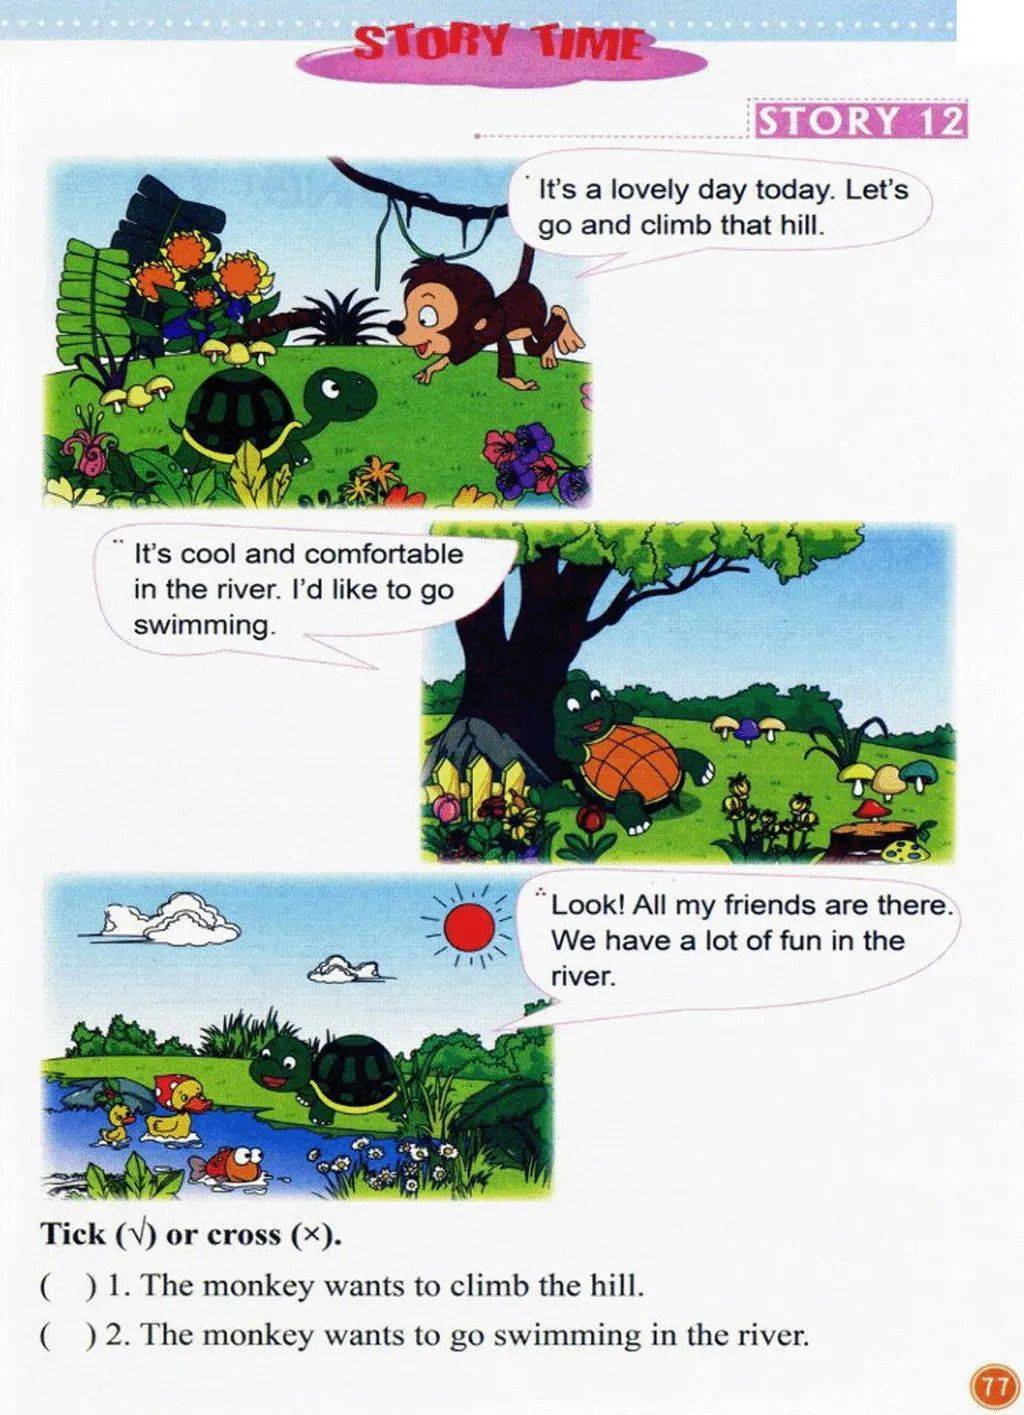 STORY TIME
STORY 12
It's a lovely day today. Let's
go and climb that hill.
It's cool and comfortable
in the river. I'd like to go
swimming.
Look! All my friends are there.
We have a lot of fun in the
river.
Tick (√) or cross (×).
(  ) 1. The monkey wants to climb the hill.
(  ) 2. The monkey wants to go swimming in the river.
77